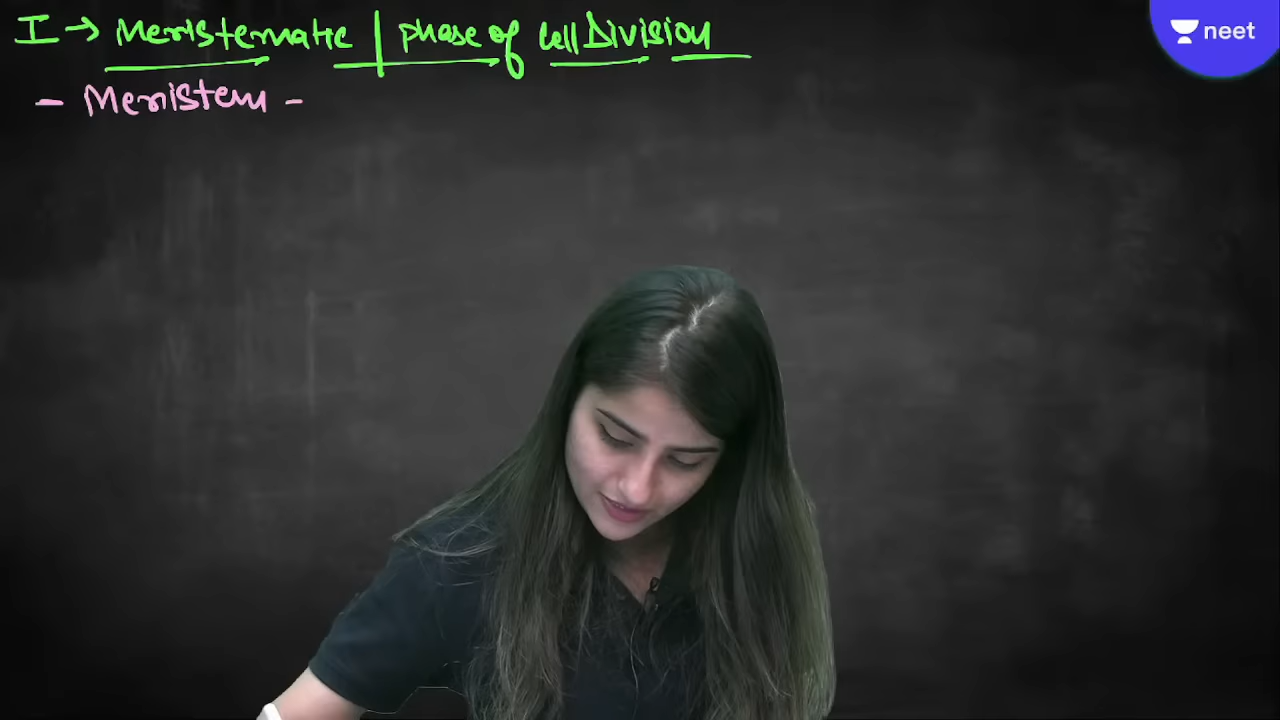 I → Meristematic | phase of cell Division
neet
- Meristem -